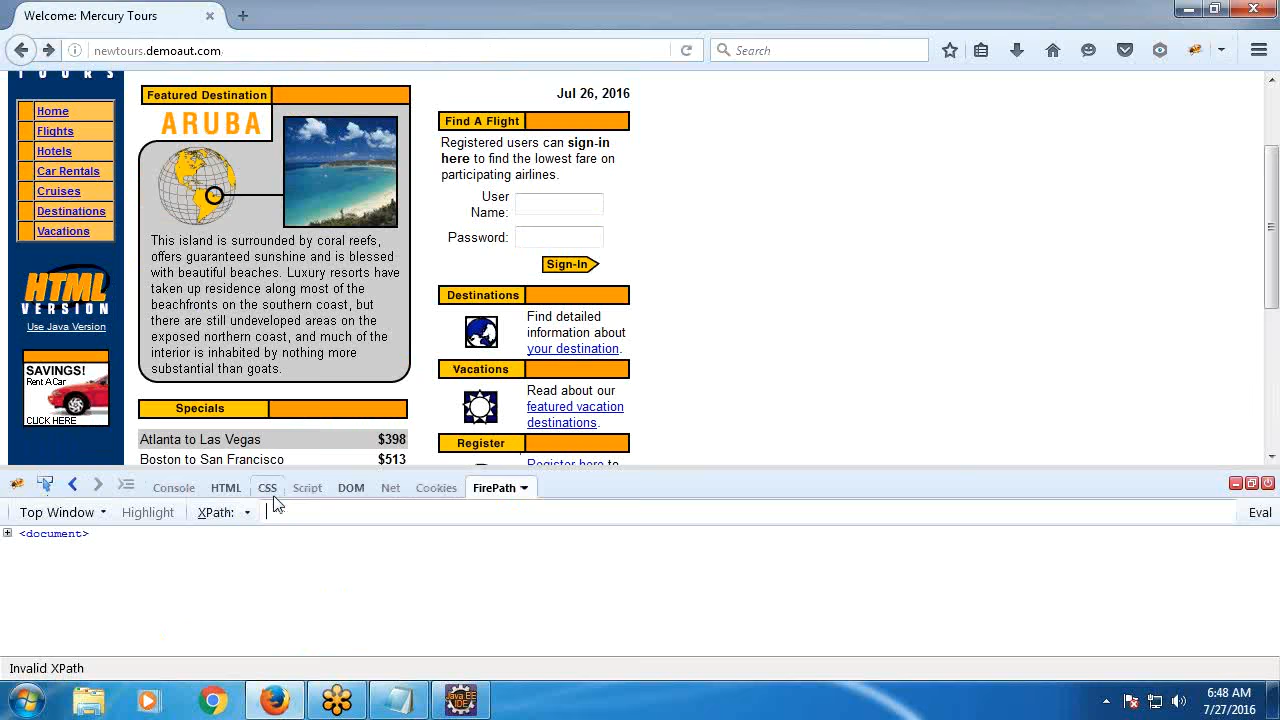 Welcome: Mercury Tours
newtours.demoaut.com
Search
T O U R S
Home
Flights
Hotels
Car Rentals
Cruises
Destinations
Vacations
HTML
VERSION
Use Java Version
SAVINGS!
Rent A Car
CLICK HERE
Featured Destination
ARUBA
This island is surrounded by coral reefs,
offers guaranteed sunshine and is blessed
with beautiful beaches. Luxury resorts have
taken up residence along most of the
beachfronts on the southern coast, but
there are still undeveloped areas on the
exposed northern coast, and much of the
interior is inhabited by nothing more
substantial than goats.
Specials
Atlanta to Las Vegas $398
Boston to San Francisco $513
Jul 26, 2016
Find A Flight
Registered users can sign-in
here to find the lowest fare on
participating airlines.
User
Name:
Password:
Sign-In
Destinations
Find detailed
information about
your destination.
Vacations
Read about our
featured vacation
destinations.
Register
Register here to
Console HTML CSS Script DOM Net Cookies FirePath
Top Window Highlight XPath: Eval
<document>
Invalid XPath
Java EE
IDE
6:48 AM
7/27/2016